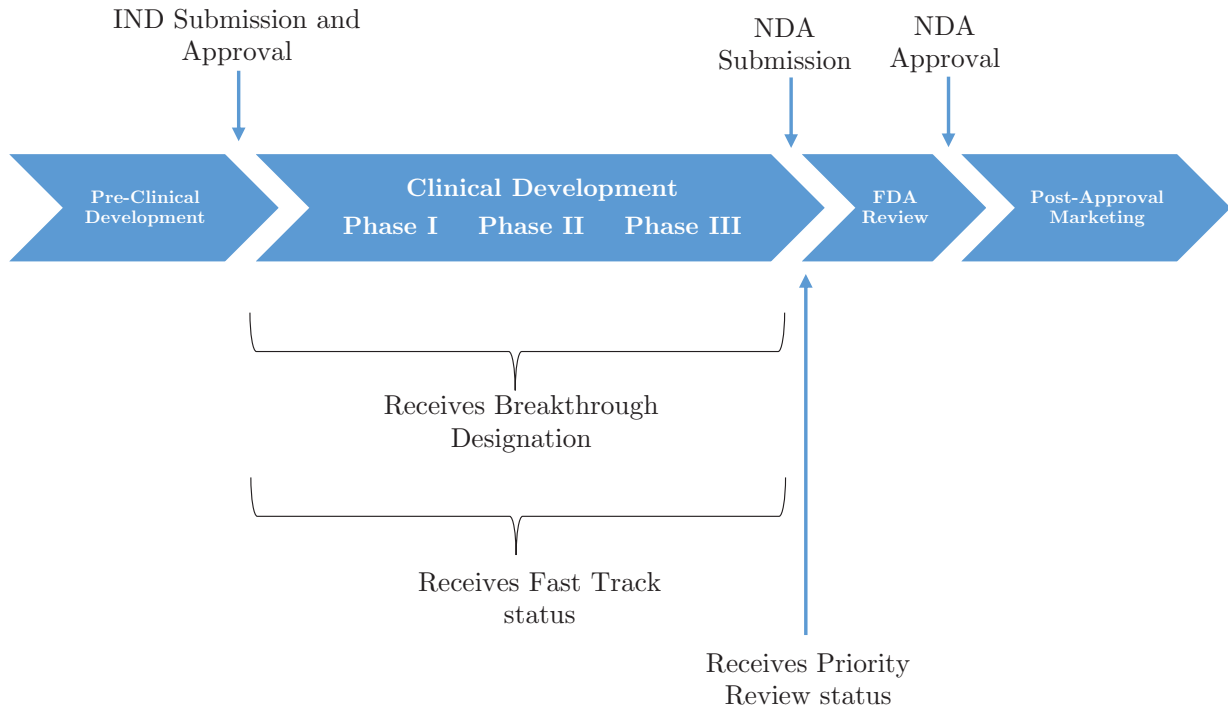 IND Submission and
Approval
NDA
Submission
NDA
Approval
Pre-Clinical
Development
Clinical Development
Phase I Phase II Phase III
FDA
Review
Post-Approval
Marketing
Receives Breakthrough
Designation
Receives Fast Track
status
Receives Priority
Review status